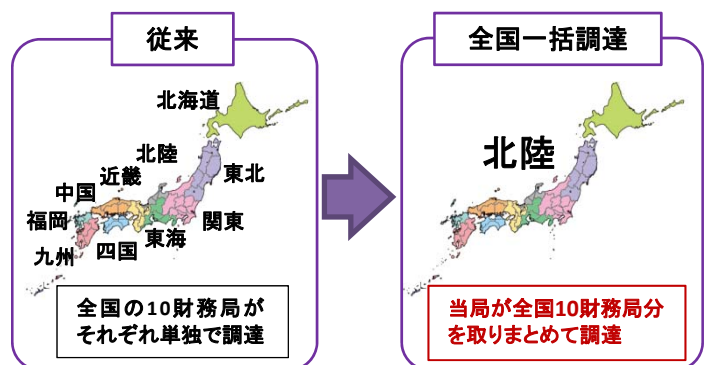 従来
北海道
北陸
近畿
東北
中国
福岡
関東
東海
四国
九州
全国の10財務局が
それぞれ単独で調達
全国一括調達
北陸
当局が全国10財務局分
を取りまとめて調達